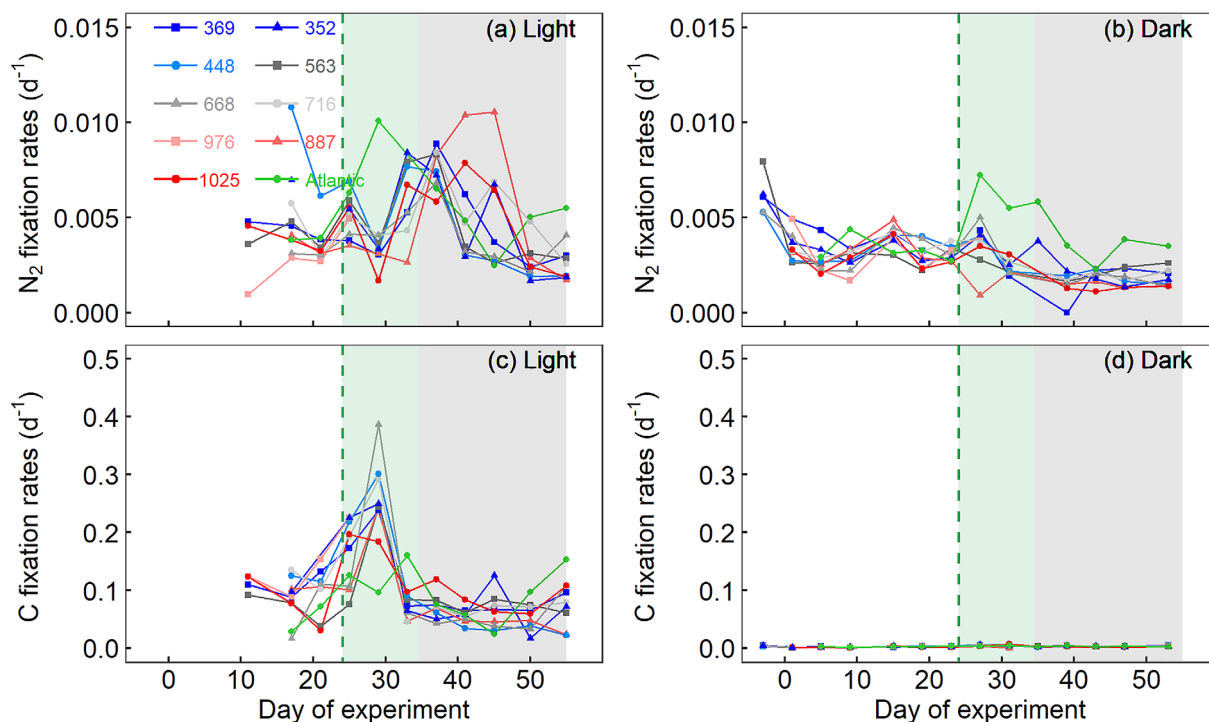 (a) Light
(b) Dark
N₂ fixation rates (d⁻¹)
0.015
0.010
0.005
0.000
369 352
448 563
668 716
976 887
1025 Atlantic
N₂ fixation rates (d⁻¹)
0.015
0.010
0.005
0.000
(c) Light
(d) Dark
C fixation rates (d⁻¹)
0.5
0.4
0.3
0.2
0.1
0.0
C fixation rates (d⁻¹)
0.5
0.4
0.3
0.2
0.1
0.0
0 10 20 30 40 50
0 10 20 30 40 50
Day of experiment
Day of experiment